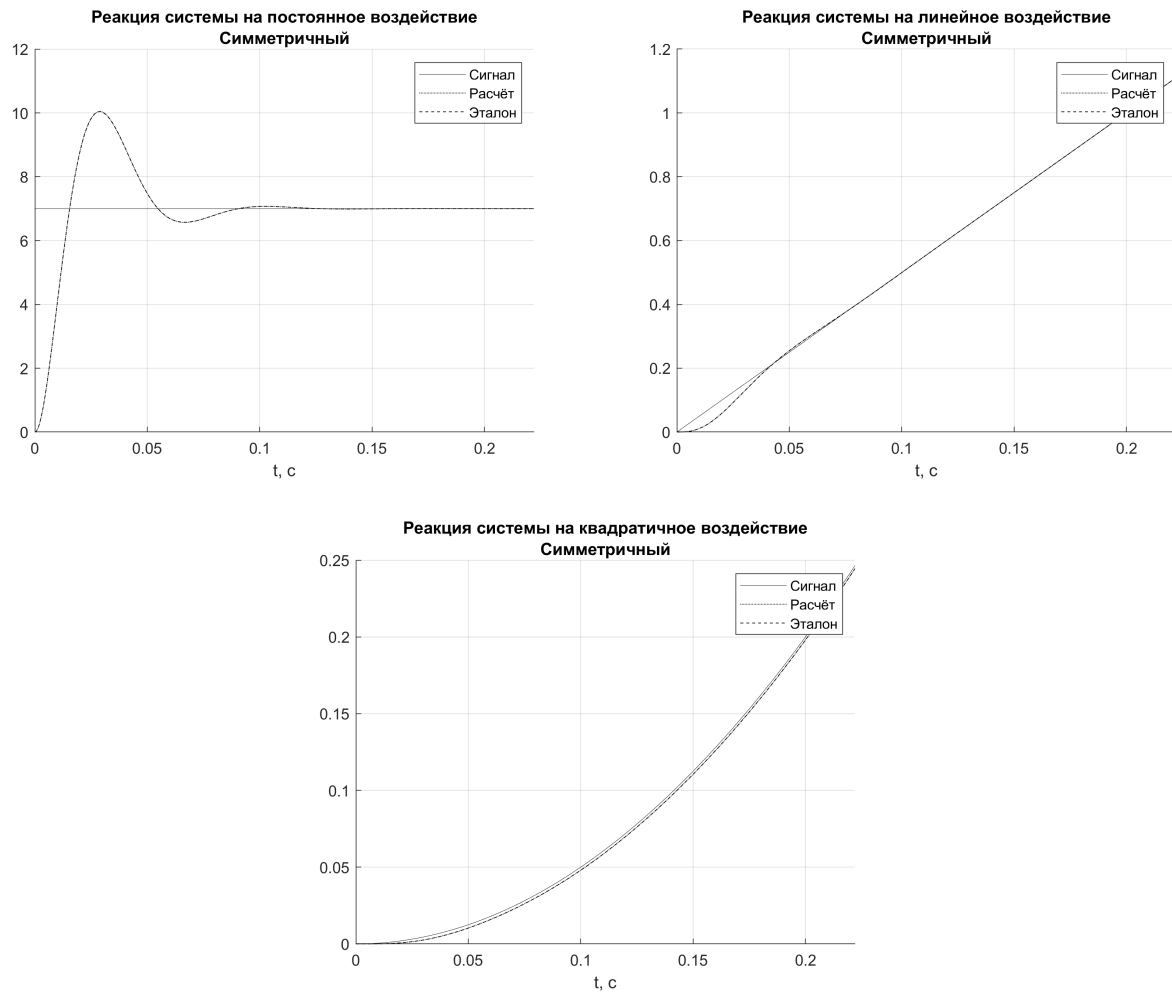 Реакция системы на постоянное воздействие
Симметричный
12
10
8
6
4
2
0
Сигнал
Расчёт
Эталон
0 0.05 0.1 0.15 0.2
t, с
Реакция системы на линейное воздействие
Симметричный
1.2
1
0.8
0.6
0.4
0.2
0
Сигнал
Расчёт
Эталон
0 0.05 0.1 0.15 0.2
t, с
Реакция системы на квадратичное воздействие
Симметричный
0.25
0.2
0.15
0.1
0.05
0
Сигнал
Расчёт
Эталон
0 0.05 0.1 0.15 0.2
t, с